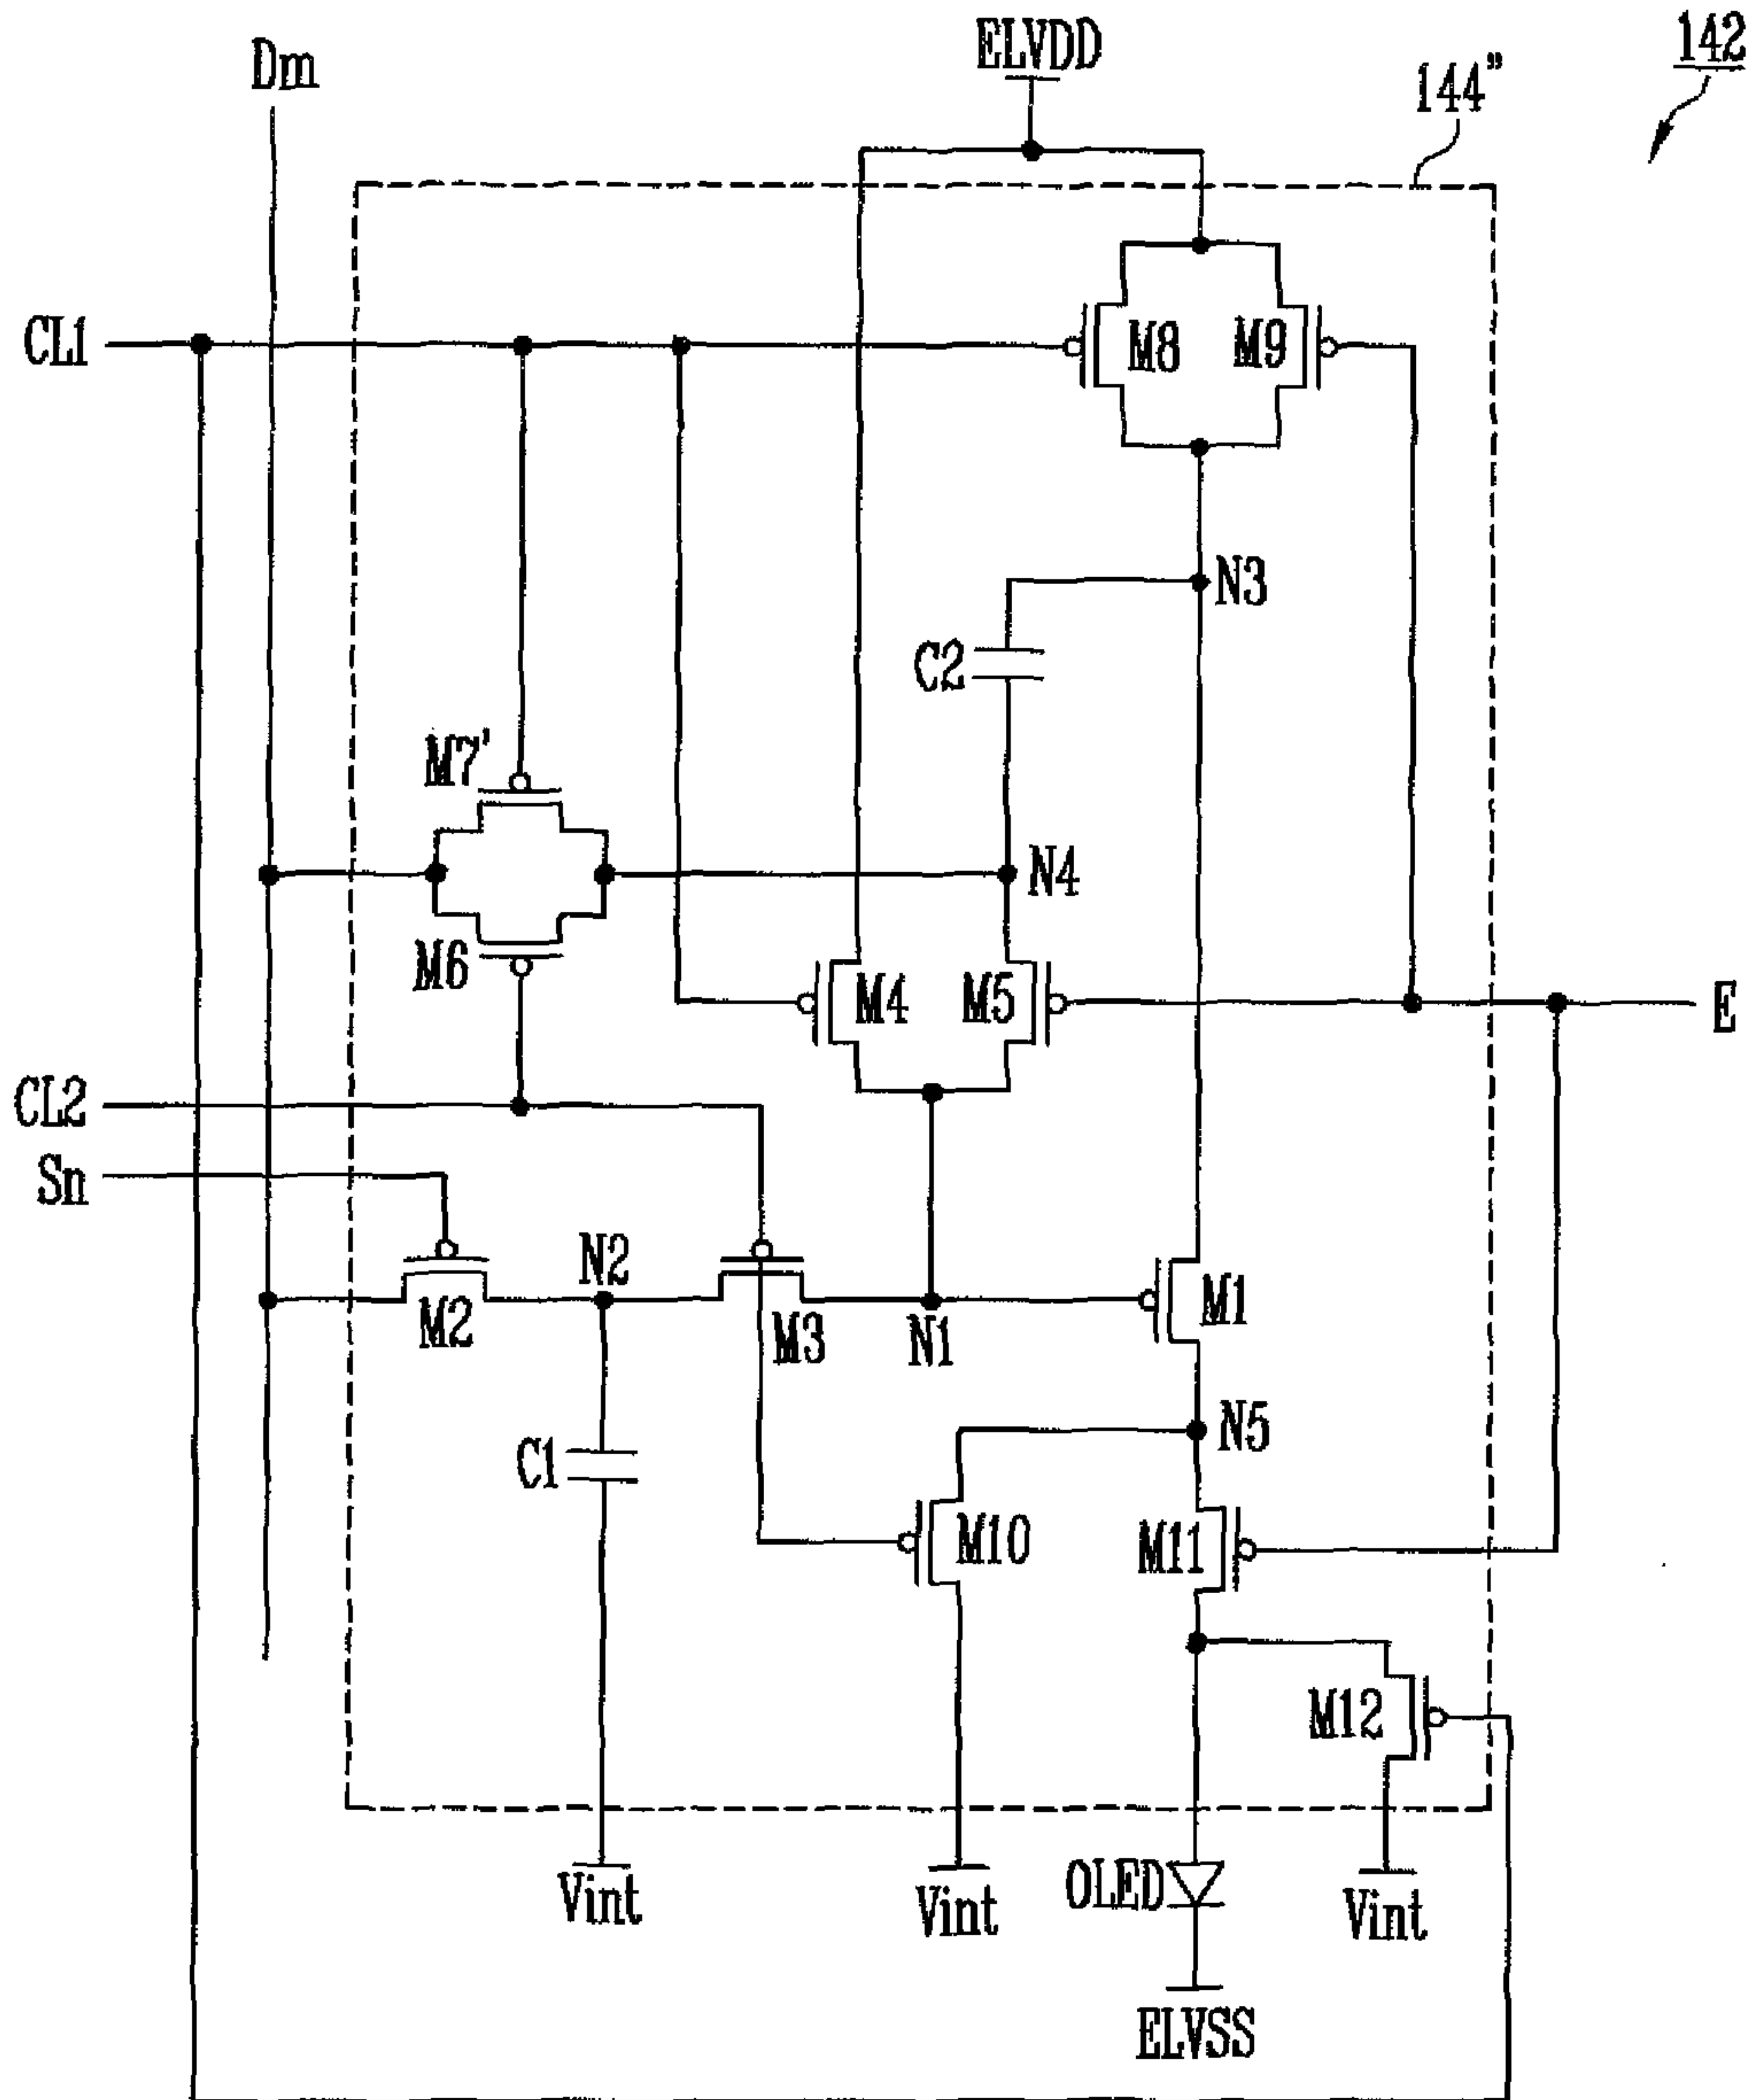 142
ELVDD
Dm
144"
CL1
M8
M9
N3
C2
M7'
N4
M6
M4
M5
E
CL2
Sn
N2
M2
M3
N1
M1
N5
C1
M10
M11
M12
Vint
Vint
OLED
Vint
ELVSS